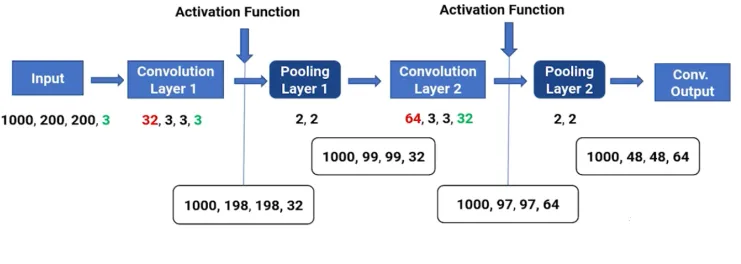 Activation Function
Activation Function
Input
Convolution
Layer 1
Pooling
Layer 1
Convolution
Layer 2
Pooling
Layer 2
Conv.
Output
1000, 200, 200, 3
32, 3, 3, 3
2, 2
64, 3, 3, 32
2, 2
1000, 99, 99, 32
1000, 48, 48, 64
1000, 198, 198, 32
1000, 97, 97, 64